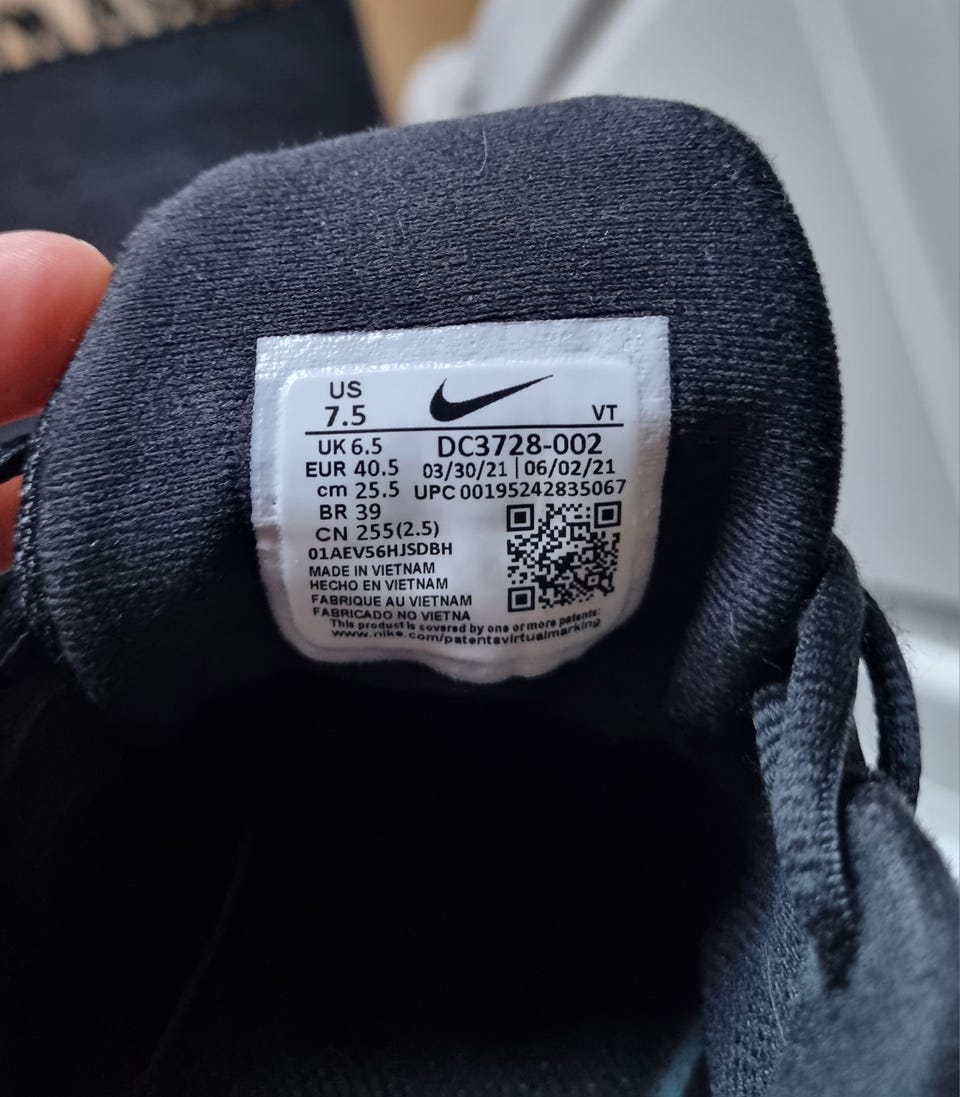 US
7.5
VT
UK 6.5 DC3728-002
EUR 40.5 03/30/21 | 06/02/21
cm 25.5 UPC 00195242835067
BR 39
CN 255(2.5)
01AEV56HJSDBH
MADE IN VIETNAM
HECHO EN VIETNAM
FABRIQUE AU VIETNAM
FABRICADO NO VIETNA
This product is covered by one or more patents:
www.nike.com/patentsvirtualmarking